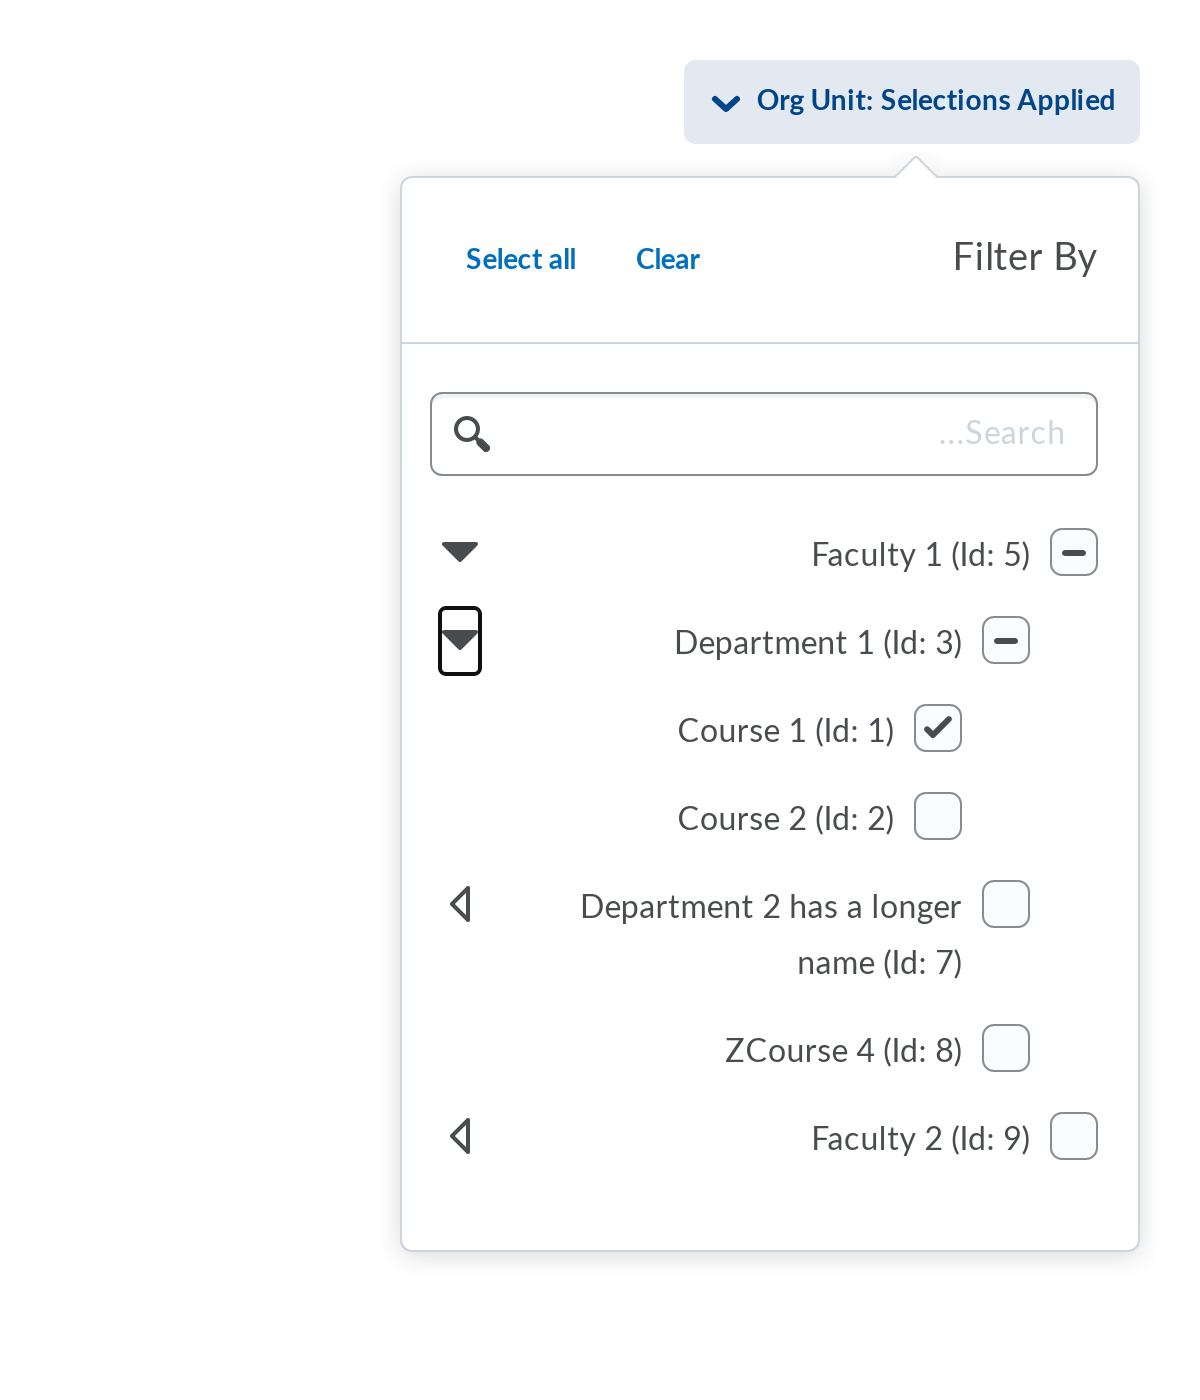 Org Unit: Selections Applied
Filter By
Select all
Clear
...Search
Faculty 1 (Id: 5)
Department 1 (Id: 3)
Course 1 (Id: 1)
Course 2 (Id: 2)
Department 2 has a longer
name (Id: 7)
ZCourse 4 (Id: 8)
Faculty 2 (Id: 9)